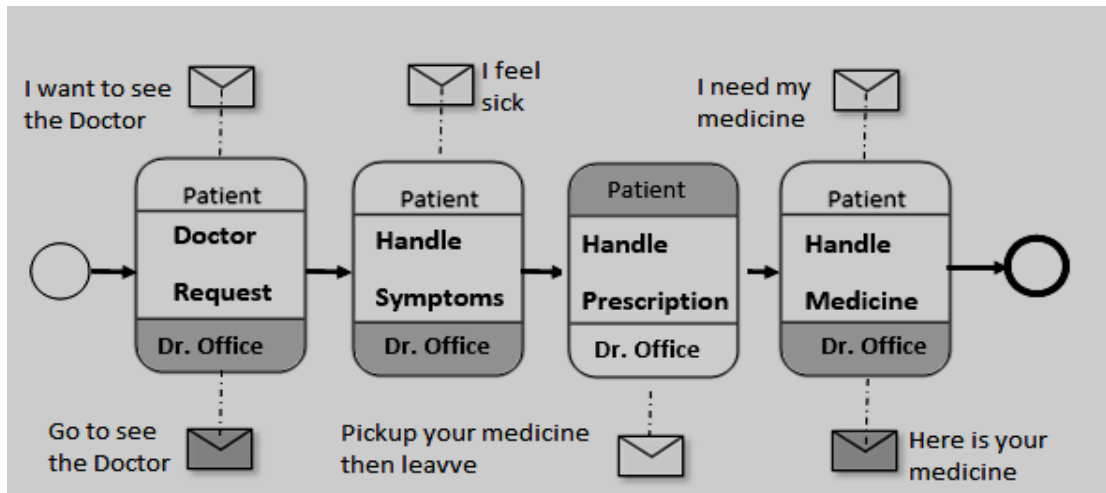 I want to see
the Doctor
I feel
sick
I need my
medicine
Patient
Doctor
Request
Dr. Office
Patient
Handle
Symptoms
Dr. Office
Patient
Handle
Prescription
Dr. Office
Patient
Handle
Medicine
Dr. Office
Go to see
the Doctor
Pickup your medicine
then leavve
Here is your
medicine